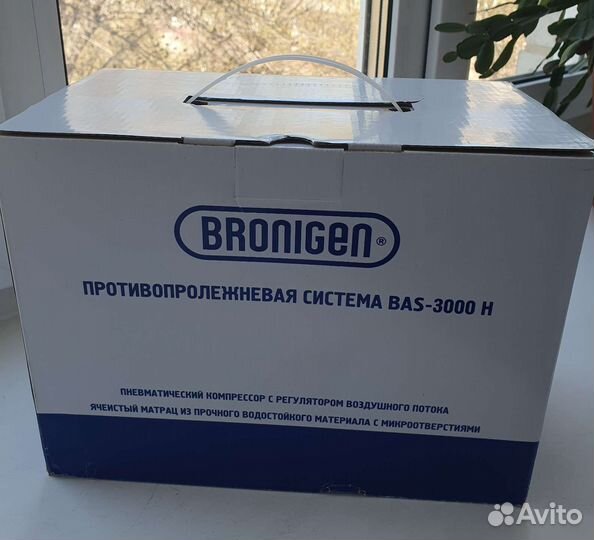 BRONIGEN®
ПРОТИВОПРОЛЕЖНЕВАЯ СИСТЕМА BAS-3000 H
ПНЕВМАТИЧЕСКИЙ КОМПРЕССОР С РЕГУЛЯТОРОМ ВОЗДУШНОГО ПОТОКА
ЯЧЕИСТЫЙ МАТРАЦ ИЗ ПРОЧНОГО ВОДОСТОЙКОГО МАТЕРИАЛА С МИКРООТВЕРСТИЯМИ
Avito